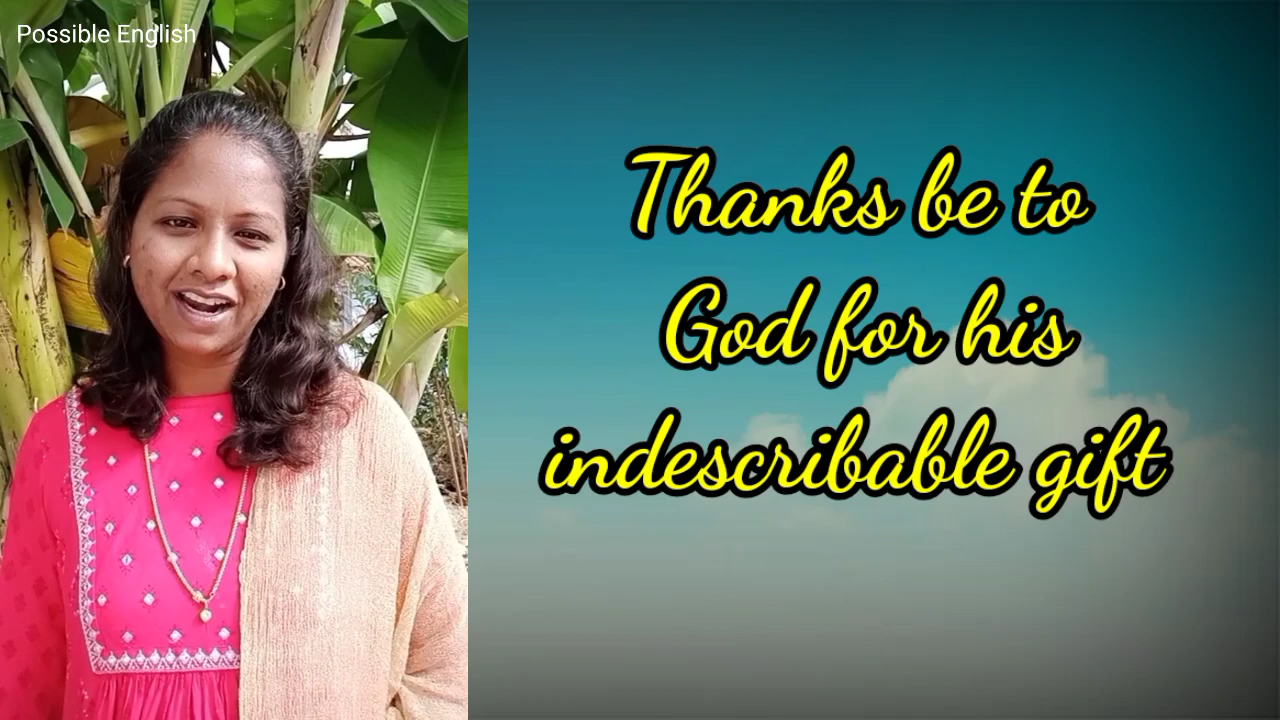 Possible English
Thanks be to
God for his
indescribable gift